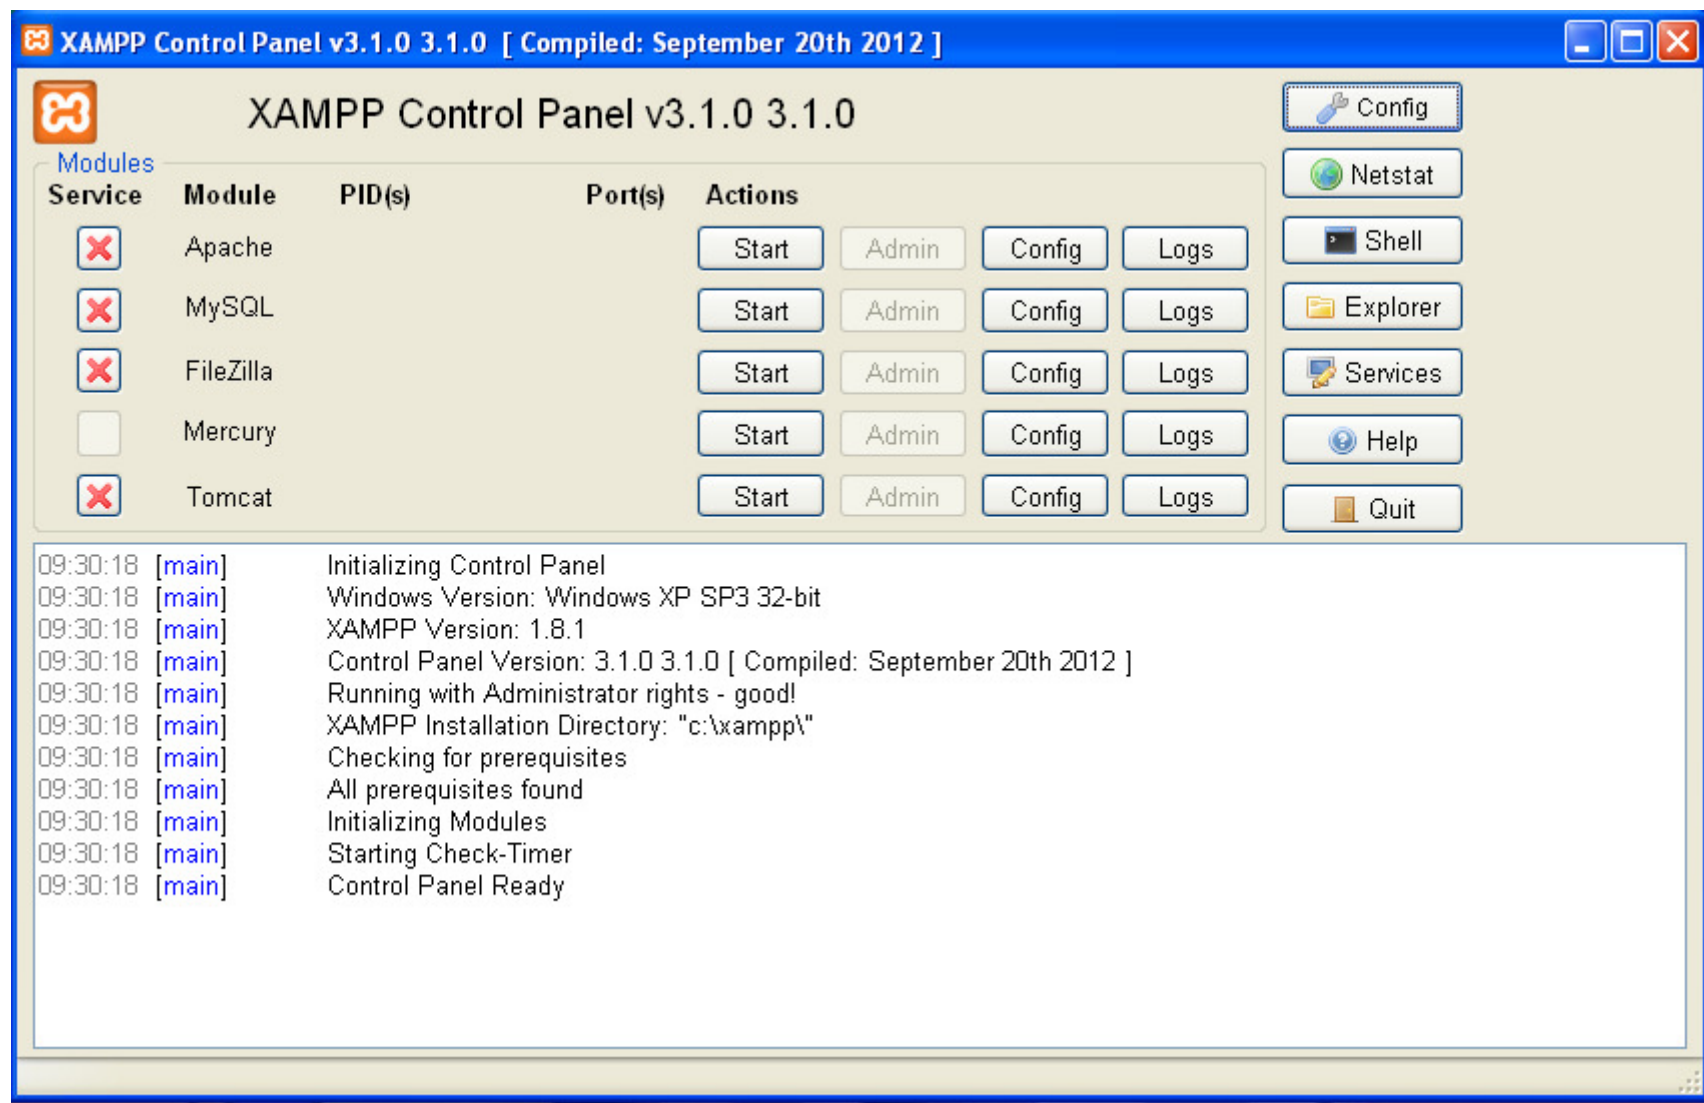 XAMPP Control Panel v3.1.0 3.1.0 [ Compiled: September 20th 2012 ]
XAMPP Control Panel v3.1.0 3.1.0
Config
Modules
Netstat
Service Module PID(s) Port(s) Actions
Apache Start Admin Config Logs
Shell
MySQL Start Admin Config Logs
Explorer
FileZilla Start Admin Config Logs
Services
Mercury Start Admin Config Logs
Help
Tomcat Start Admin Config Logs
Quit
09:30:18 [main] Initializing Control Panel
09:30:18 [main] Windows Version: Windows XP SP3 32-bit
09:30:18 [main] XAMPP Version: 1.8.1
09:30:18 [main] Control Panel Version: 3.1.0 3.1.0 [ Compiled: September 20th 2012 ]
09:30:18 [main] Running with Administrator rights - good!
09:30:18 [main] XAMPP Installation Directory: "c:\xampp\"
09:30:18 [main] Checking for prerequisites
09:30:18 [main] All prerequisites found
09:30:18 [main] Initializing Modules
09:30:18 [main] Starting Check-Timer
09:30:18 [main] Control Panel Ready